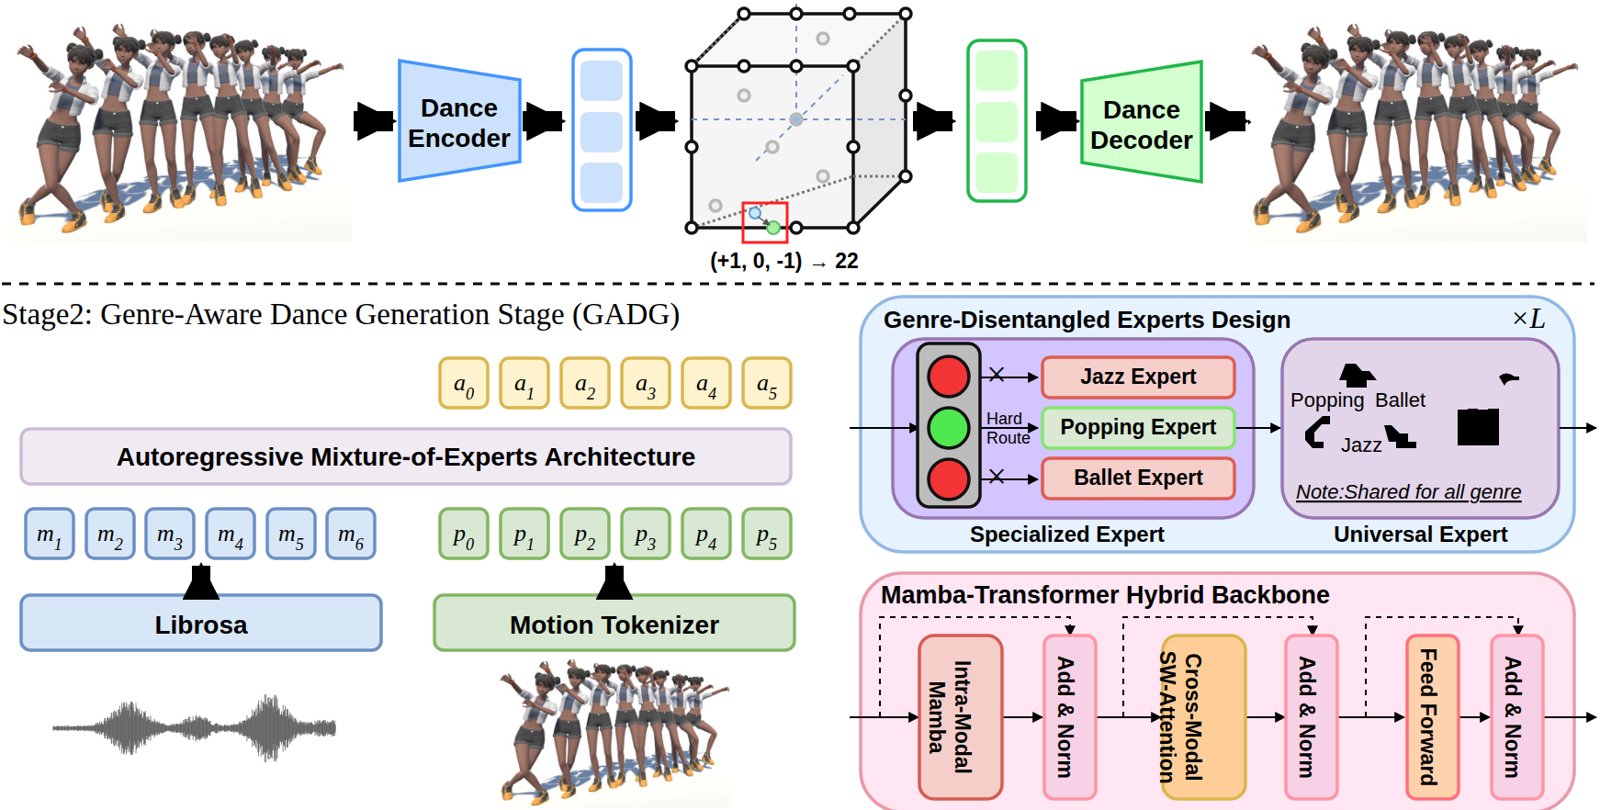 Dance
Encoder
Dance
Decoder
(+1, 0, -1) → 22
Stage2: Genre-Aware Dance Generation Stage (GADG)
a0 a1 a2 a3 a4 a5
Autoregressive Mixture-of-Experts Architecture
m1 m2 m3 m4 m5 m6
p0 p1 p2 p3 p4 p5
Librosa
Motion Tokenizer
Genre-Disentangled Experts Design
×L
Jazz Expert
Hard
Route
Popping Expert
Ballet Expert
Specialized Expert
Popping Ballet
Jazz
Note:Shared for all genre
Universal Expert
Mamba-Transformer Hybrid Backbone
Intra-Modal
Mamba
Add & Norm
Cross-Modal
SW-Attention
Add & Norm
Feed Forward
Add & Norm